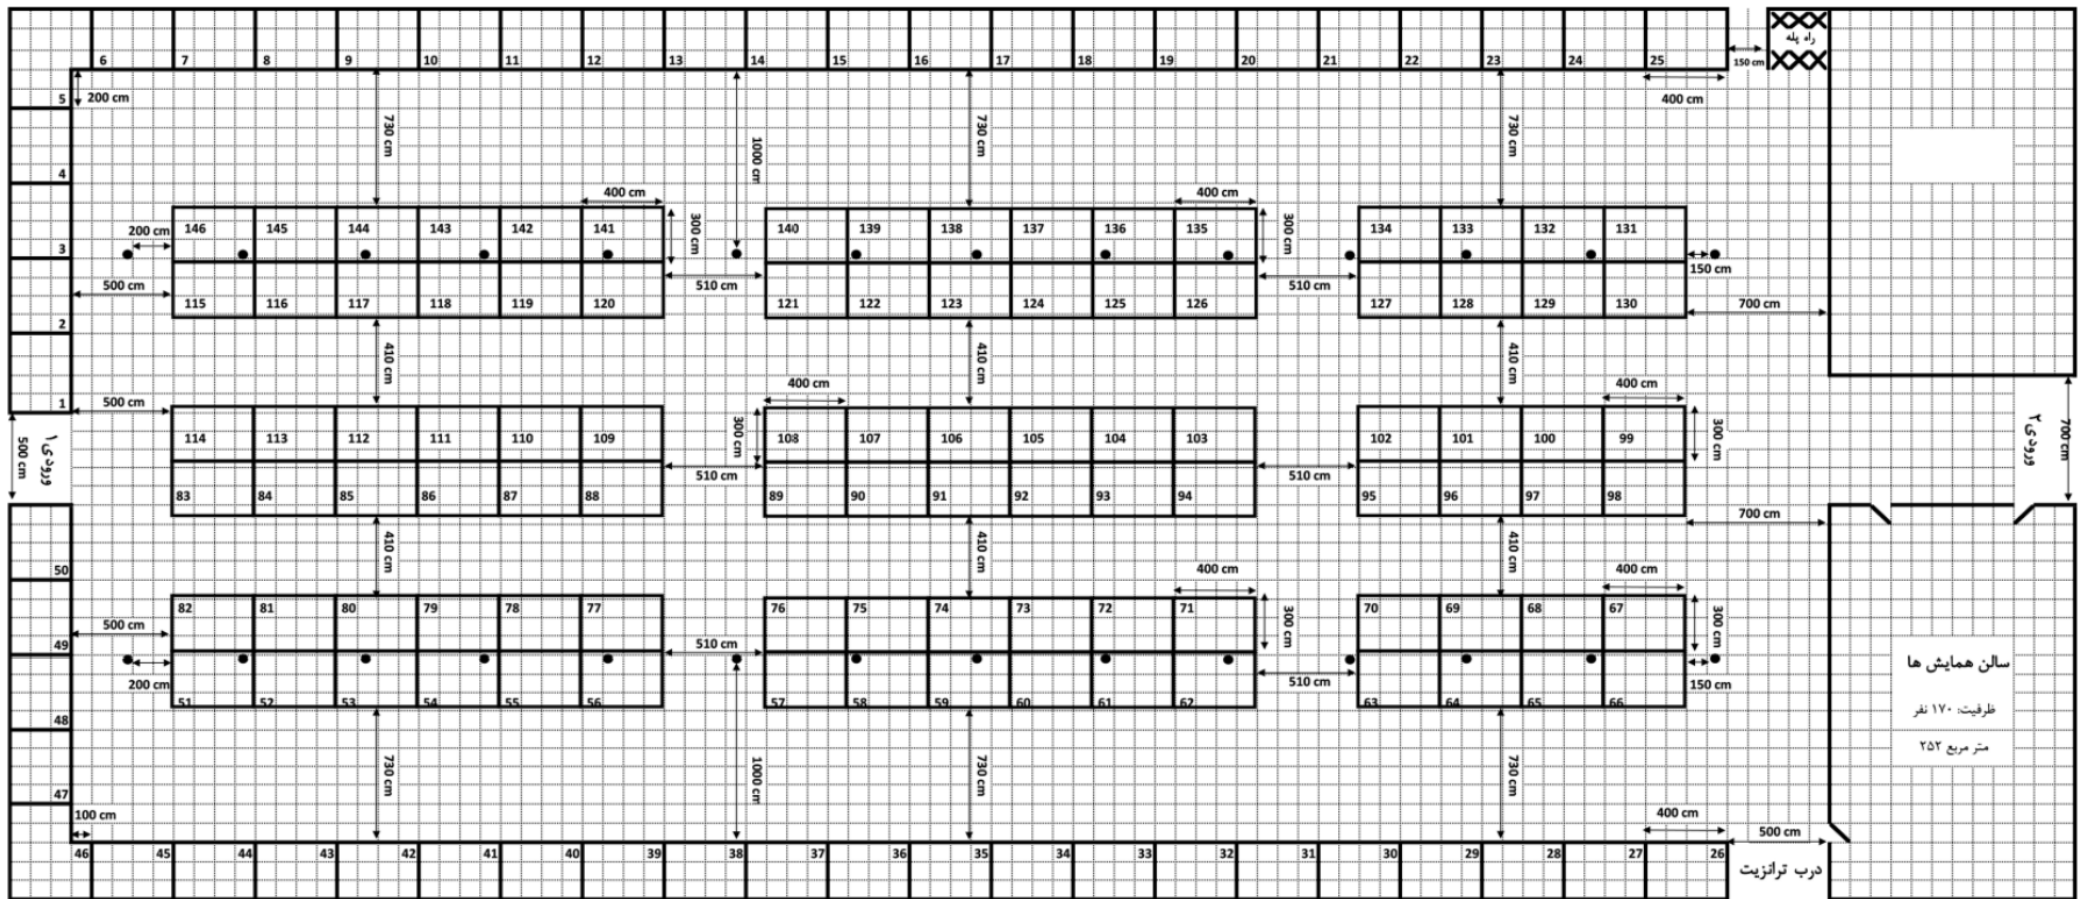 6 7 8 9 10 11 12 13 14 15 16 17 18 19 20 21 22 23 24 25
راه پله
150 cm
5
200 cm
400 cm
730 cm
1000 cm
730 cm
730 cm
4
400 cm
400 cm
146 145 144 143 142 141
300 cm
140 139 138 137 136 135
300 cm
134 133 132 131
200 cm
3
150 cm
500 cm
510 cm
510 cm
115 116 117 118 119 120
121 122 123 124 125 126
127 128 129 130
700 cm
2
410 cm
410 cm
410 cm
400 cm
400 cm
1
500 cm
500 cm
ورودی ۱
114 113 112 111 110 109
300 cm
108 107 106 105 104 103
102 101 100 99
300 cm
ورودی ۲
700 cm
510 cm
510 cm
83 84 85 86 87 88
89 90 91 92 93 94
95 96 97 98
700 cm
410 cm
410 cm
410 cm
50
400 cm
400 cm
82 81 80 79 78 77
76 75 74 73 72 71
300 cm
70 69 68 67
300 cm
500 cm
49
510 cm
200 cm
510 cm
150 cm
51 52 53 54 55 56
57 58 59 60 61 62
63 64 65 66
سالن همایش ها
ظرفیت: ۱۷۰ نفر
متر مربع ۲۵۲
48
730 cm
1000 cm
730 cm
730 cm
47
100 cm
400 cm
500 cm
46 45 44 43 42 41 40 39 38 37 36 35 34 33 32 31 30 29 28 27 26
درب ترانزیت